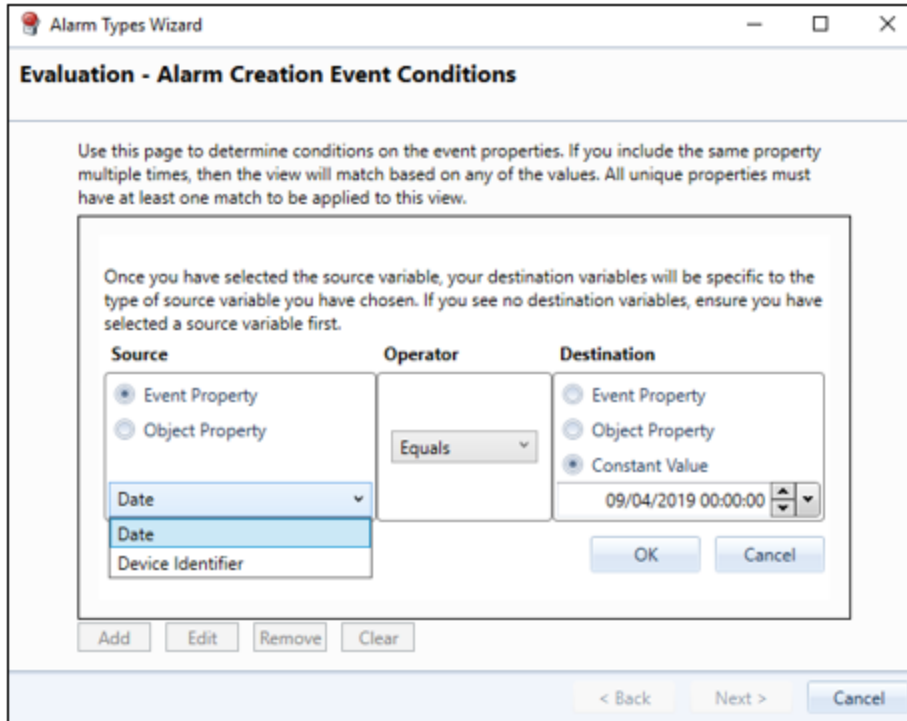 Alarm Types Wizard
Evaluation - Alarm Creation Event Conditions
Use this page to determine conditions on the event properties. If you include the same property
multiple times, then the view will match based on any of the values. All unique properties must
have at least one match to be applied to this view.
Once you have selected the source variable, your destination variables will be specific to the
type of source variable you have chosen. If you see no destination variables, ensure you have
selected a source variable first.
Source Operator Destination
Event Property Event Property
Object Property Object Property
Equals Constant Value
Date 09/04/2019 00:00:00
Date
Device Identifier OK Cancel
Add Edit Remove Clear
< Back Next > Cancel